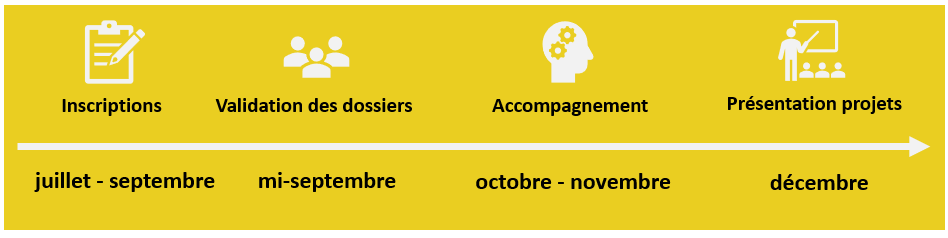 Inscriptions
Validation des dossiers
Accompagnement
Présentation projets
juillet - septembre
mi-septembre
octobre - novembre
décembre